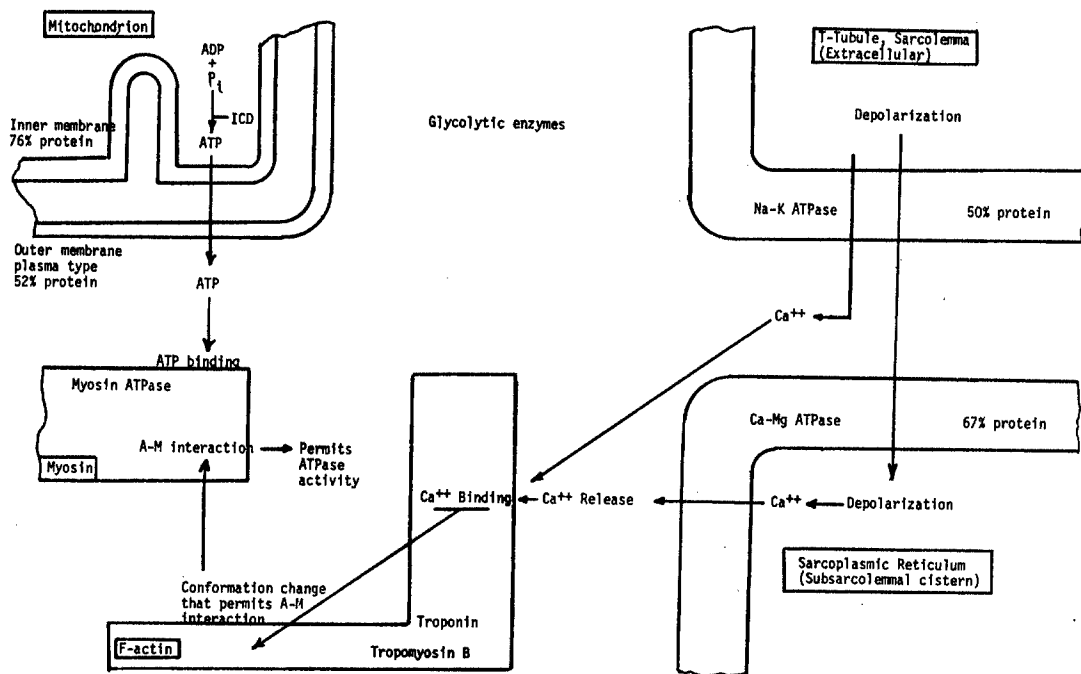 Mitochondrion
ADP
+
Pi
ICD
ATP
Inner membrane
76% protein
Outer membrane
plasma type
52% protein
ATP
Glycolytic enzymes
T-Tubule, Sarcolemma
(Extracellular)
Depolarization
Na-K ATPase
50% protein
Ca++
ATP binding
Myosin ATPase
A-M interaction
Permits
ATPase
activity
Myosin
Ca-Mg ATPase
67% protein
Ca++ Binding
Ca++ Release
Ca++
Depolarization
Sarcoplasmic Reticulum
(Subsarcolemmal cistern)
Conformation change
that permits A-M
interaction
Troponin
F-actin
Tropomyosin B